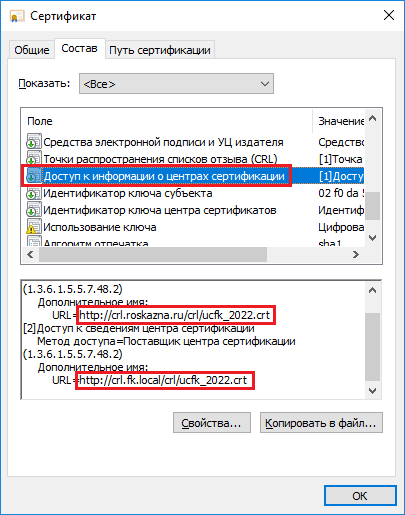 Сертификат
Общие Состав Путь сертификации
Показать: <Все>
Поле Значение
Средства электронной подписи и УЦ издателя Средство
Точки распространения списков отзыва (CRL) [1]Точка
Доступ к информации о центрах сертификации [1]Досту
Идентификатор ключа субъекта 02 f0 da 5
Идентификатор ключа центра сертификатов Идентифи
Использование ключа Цифрова
Алгоритм отпечатка sha1
(1.3.6.1.5.5.7.48.2)
Дополнительное имя:
URL=http://crl.roskazna.ru/crl/ucfk_2022.crt
[2]Доступ к сведениям центра сертификации
Метод доступа=Поставщик центра сертификации
(1.3.6.1.5.5.7.48.2)
Дополнительное имя:
URL=http://crl.fk.local/crl/ucfk_2022.crt
Свойства... Копировать в файл...
ОК